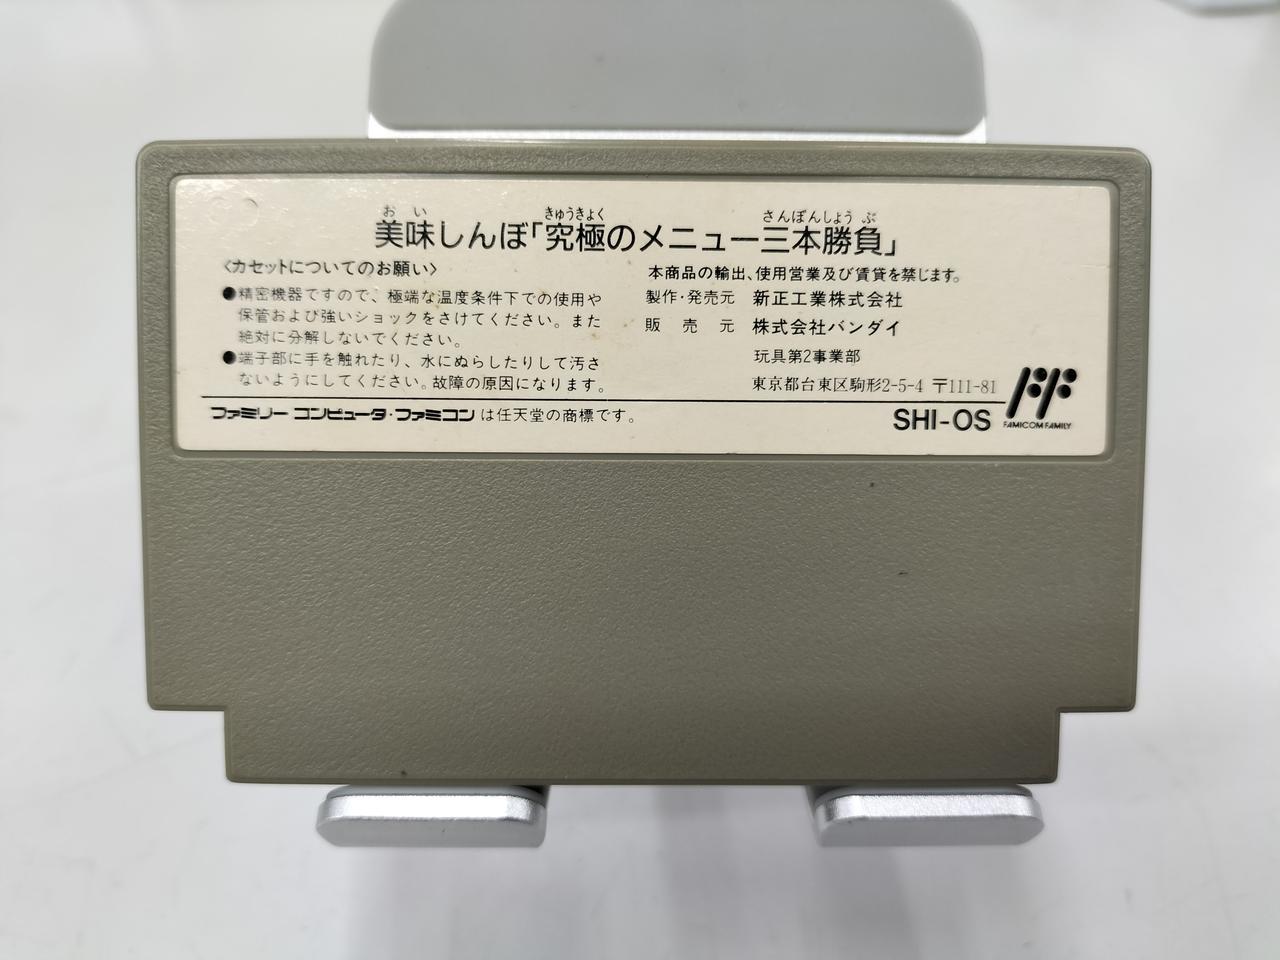 おい きゅうきょく さんぼんしょうぶ
美味しんぼ「究極のメニュー三本勝負」
〈カセットについてのお願い〉
●精密機器ですので、極端な温度条件下での使用や
保管および強いショックをさけてください。また
絶対に分解しないでください。
●端子部に手を触れたり、水にぬらしたりして汚さ
ないようにしてください。故障の原因になります。
本商品の輸出、使用営業及び賃貸を禁じます。
製作・発売元 新正工業株式会社
販売元 株式会社バンダイ
玩具第2事業部
東京都台東区駒形2-5-4 〒111-81
ファミリーコンピュータ・ファミコンは任天堂の商標です。
SHI-OS
FF
FAMICOM FAMILY